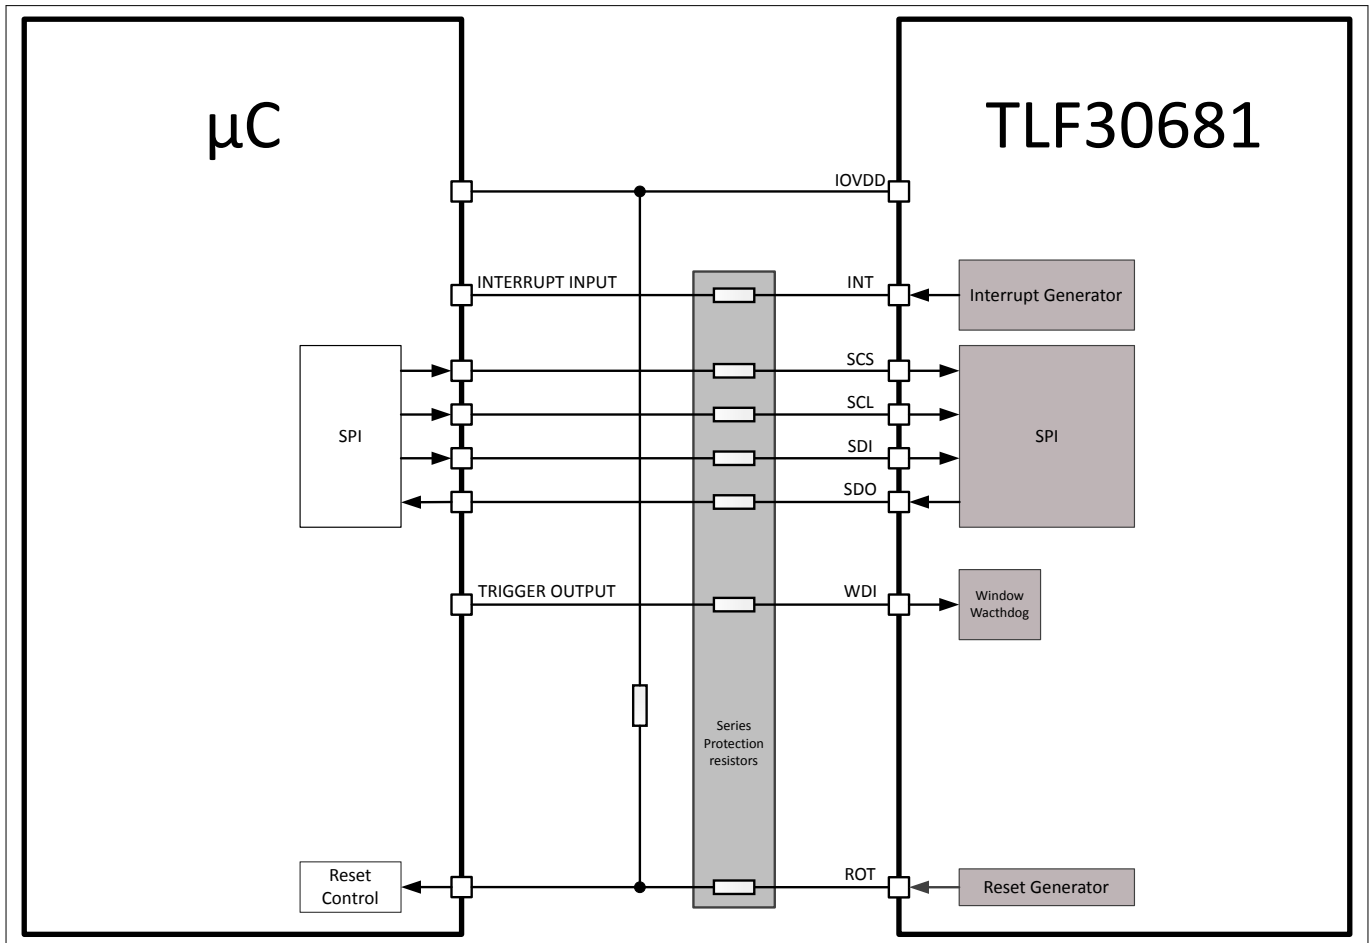 µC
TLF30681
IOVDD
INTERRUPT INPUT
INT
Interrupt Generator
SCS
SCL
SPI
SDI
SPI
SDO
TRIGGER OUTPUT
WDI
Window
Wacthdog
Series
Protection
resistors
Reset
Control
ROT
Reset Generator